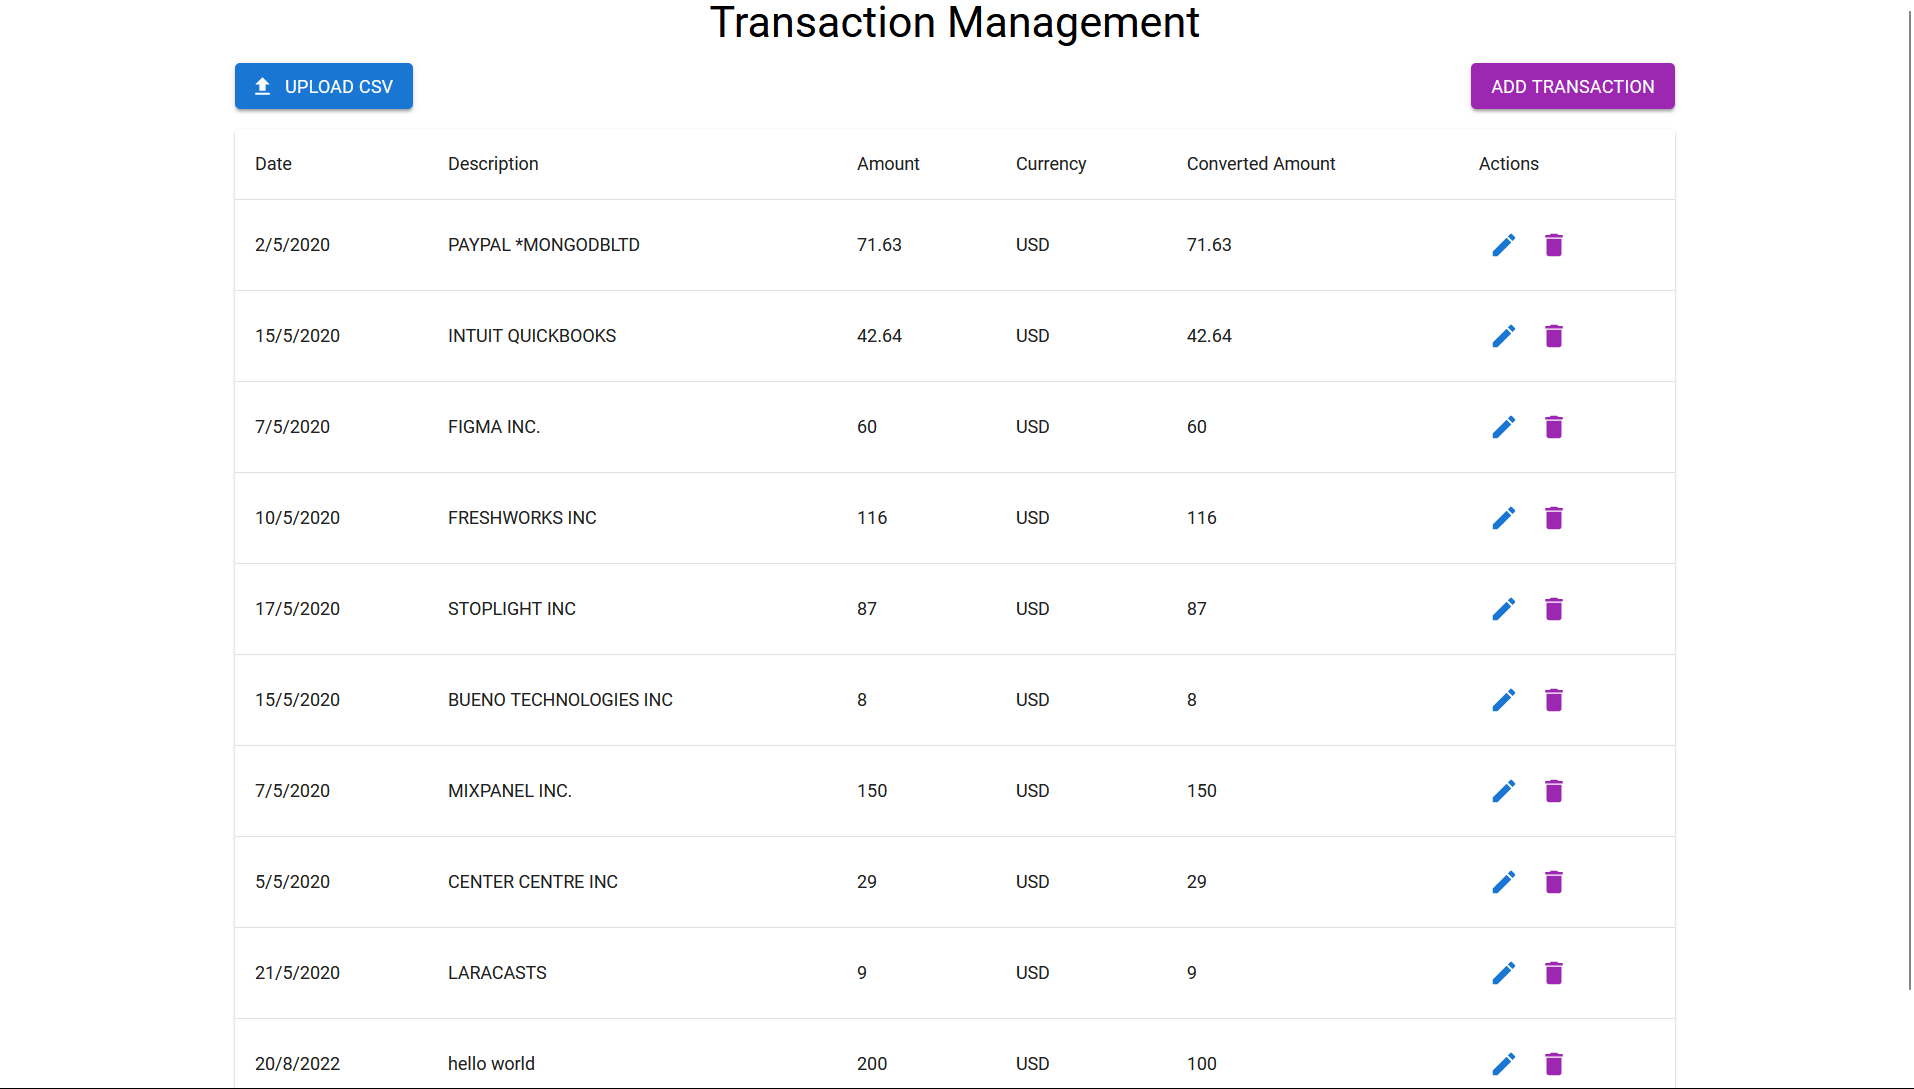 Transaction Management
UPLOAD CSV ADD TRANSACTION
Date Description Amount Currency Converted Amount Actions
2/5/2020 PAYPAL *MONGODBLTD 71.63 USD 71.63
15/5/2020 INTUIT QUICKBOOKS 42.64 USD 42.64
7/5/2020 FIGMA INC. 60 USD 60
10/5/2020 FRESHWORKS INC 116 USD 116
17/5/2020 STOPLIGHT INC 87 USD 87
15/5/2020 BUENO TECHNOLOGIES INC 8 USD 8
7/5/2020 MIXPANEL INC. 150 USD 150
5/5/2020 CENTER CENTRE INC 29 USD 29
21/5/2020 LARACASTS 9 USD 9
20/8/2022 hello world 200 USD 100